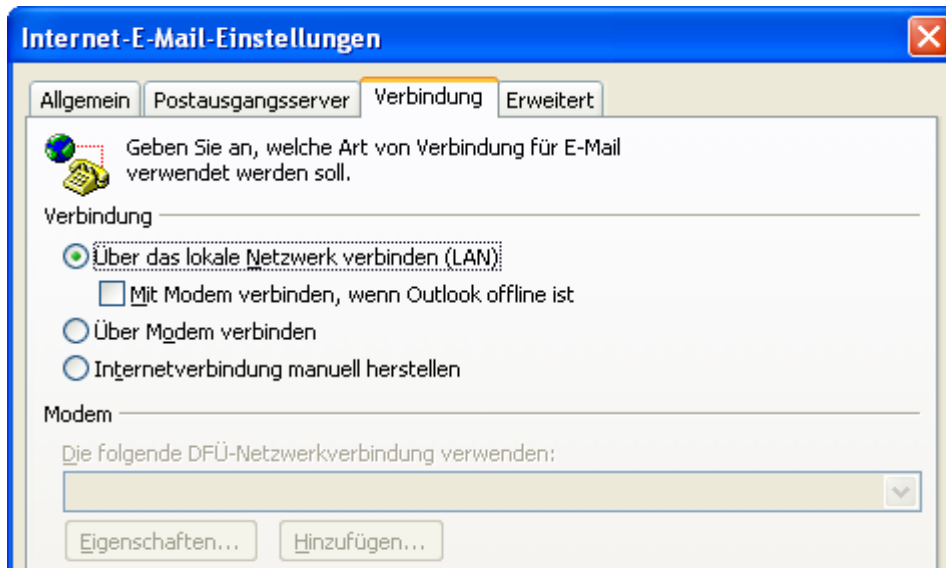 Internet-E-Mail-Einstellungen
Allgemein Postausgangsserver Verbindung Erweitert
Geben Sie an, welche Art von Verbindung für E-Mail
verwendet werden soll.
Verbindung
Über das lokale Netzwerk verbinden (LAN)
Mit Modem verbinden, wenn Outlook offline ist
Über Modem verbinden
Internetverbindung manuell herstellen
Modem
Die folgende DFÜ-Netzwerkverbindung verwenden:
Eigenschaften... Hinzufügen...